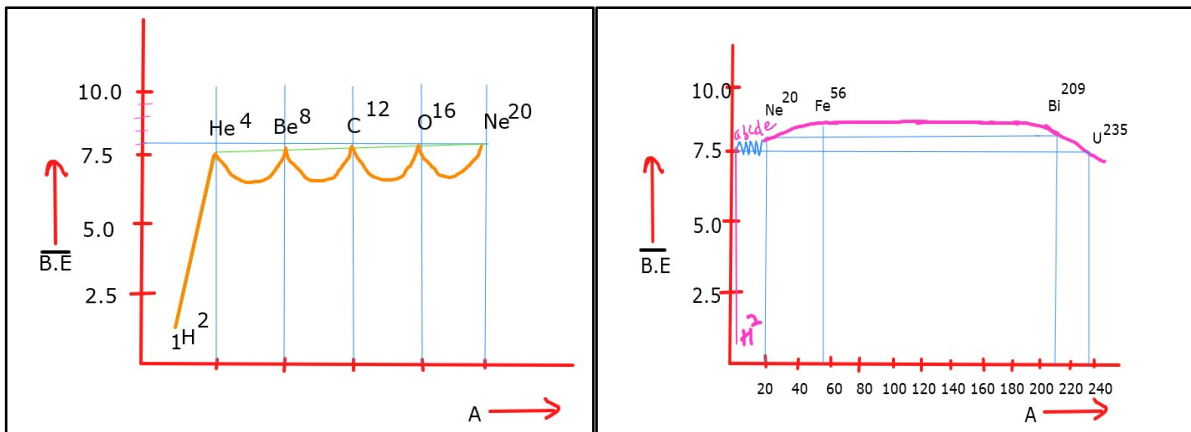 10.0
He⁴ Be⁸ C¹² O¹⁶ Ne²⁰
7.5
5.0
B.E
2.5
₁H²
A
10.0
Ne²⁰ Fe⁵⁶ Bi²⁰⁹
abcde
U²³⁵
7.5
5.0
B.E
2.5
H²
20 40 60 80 100 120 140 160 180 200 220 240
A